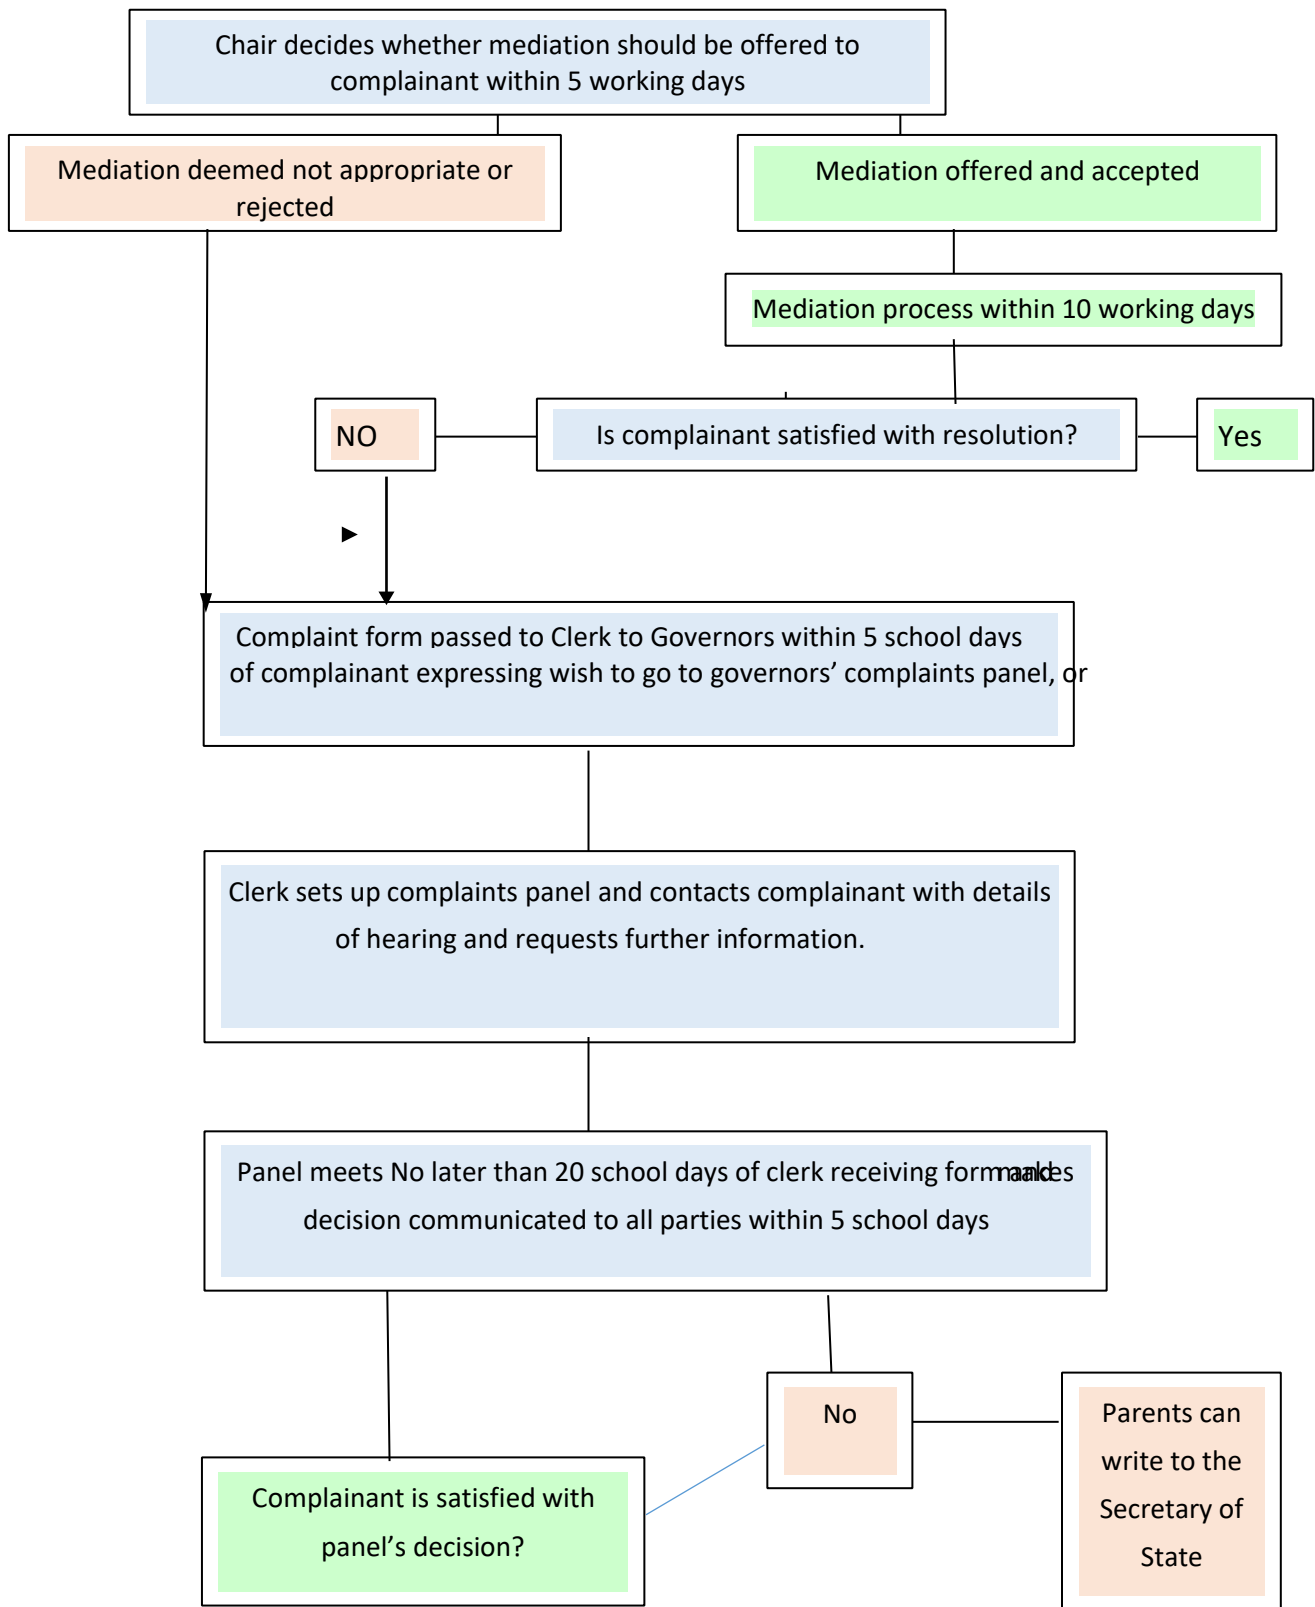 Chair decides whether mediation should be offered to
complainant within 5 working days
Mediation deemed not appropriate or
rejected
Mediation offered and accepted
Mediation process within 10 working days
NO
Is complainant satisfied with resolution?
Yes
Complaint form passed to Clerk to Governors within 5 school days
of complainant expressing wish to go to governors’ complaints panel, or
Clerk sets up complaints panel and contacts complainant with details
of hearing and requests further information.
Panel meets No later than 20 school days of clerk receiving form and makes
decision communicated to all parties within 5 school days
No
Parents can
write to the
Secretary of
State
Complainant is satisfied with
panel’s decision?